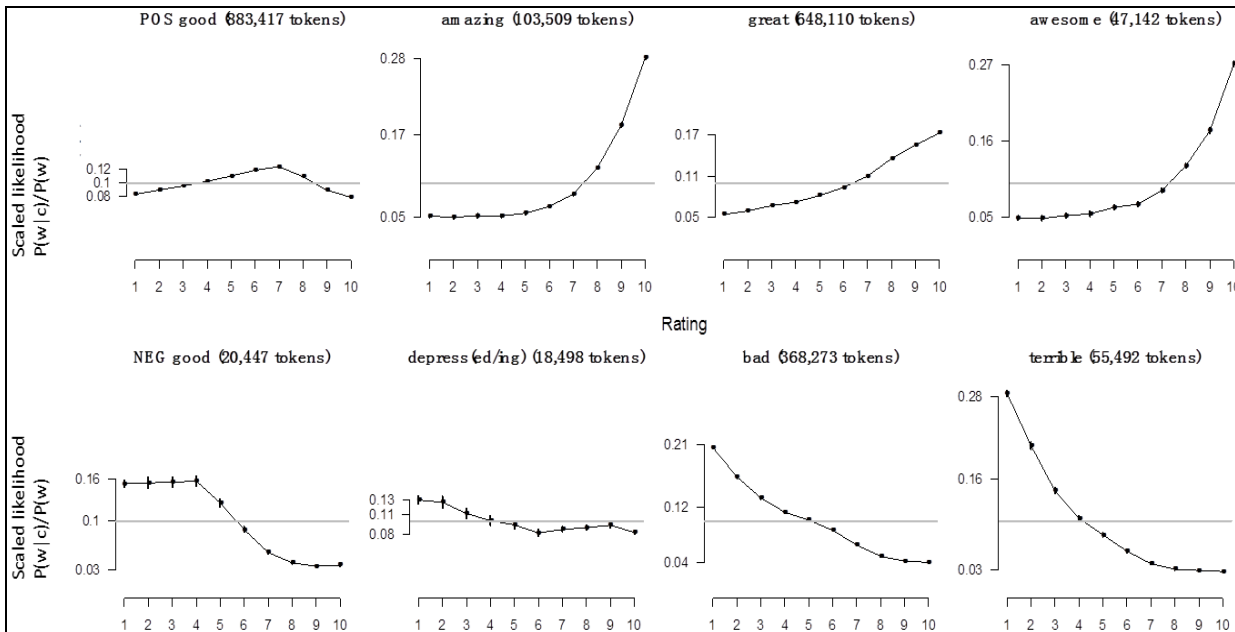 POS good (883,417 tokens)
amazing (103,509 tokens)
great (648,110 tokens)
awesome (47,142 tokens)
Scaled likelihood
P(w|c)/P(w)
0.12
0.1
0.08
1 2 3 4 5 6 7 8 9 10
0.28
0.17
0.05
1 2 3 4 5 6 7 8 9 10
0.17
0.11
0.05
1 2 3 4 5 6 7 8 9 10
0.27
0.16
0.05
1 2 3 4 5 6 7 8 9 10
Rating
NEG good (20,447 tokens)
depress(ed/ing) (18,498 tokens)
bad (368,273 tokens)
terrible (55,492 tokens)
Scaled likelihood
P(w|c)/P(w)
0.16
0.1
0.03
1 2 3 4 5 6 7 8 9 10
0.13
0.11
0.08
1 2 3 4 5 6 7 8 9 10
0.21
0.12
0.04
1 2 3 4 5 6 7 8 9 10
0.28
0.16
0.03
1 2 3 4 5 6 7 8 9 10